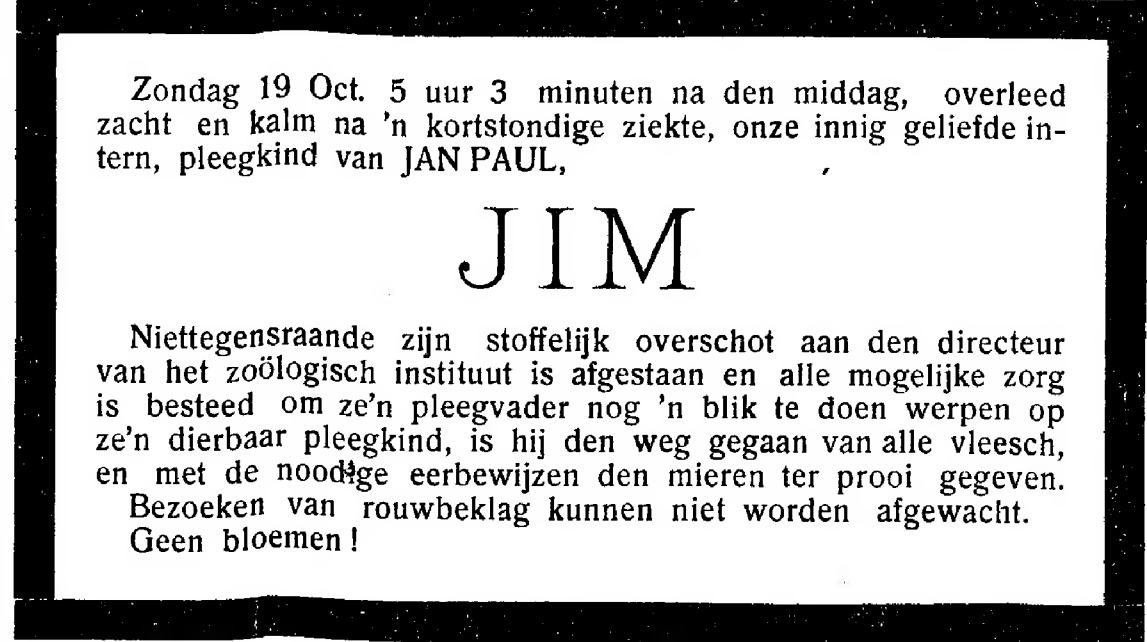 Zondag 19 Oct. 5 uur 3 minuten na den middag, overleed
zacht en kalm na 'n kortstondige ziekte, onze innig geliefde in-
tern, pleegkind van JAN PAUL,
JIM
Niettegensraande zijn stoffelijk overschot aan den directeur
van het zoölogisch instituut is afgestaan en alle mogelijke zorg
is besteed om ze'n pleegvader nog 'n blik te doen werpen op
ze'n dierbaar pleegkind, is hij den weg gegaan van alle vleesch,
en met de noodige eerbewijzen den mieren ter prooi gegeven.
Bezoeken van rouwbeklag kunnen niet worden afgewacht.
Geen bloemen!